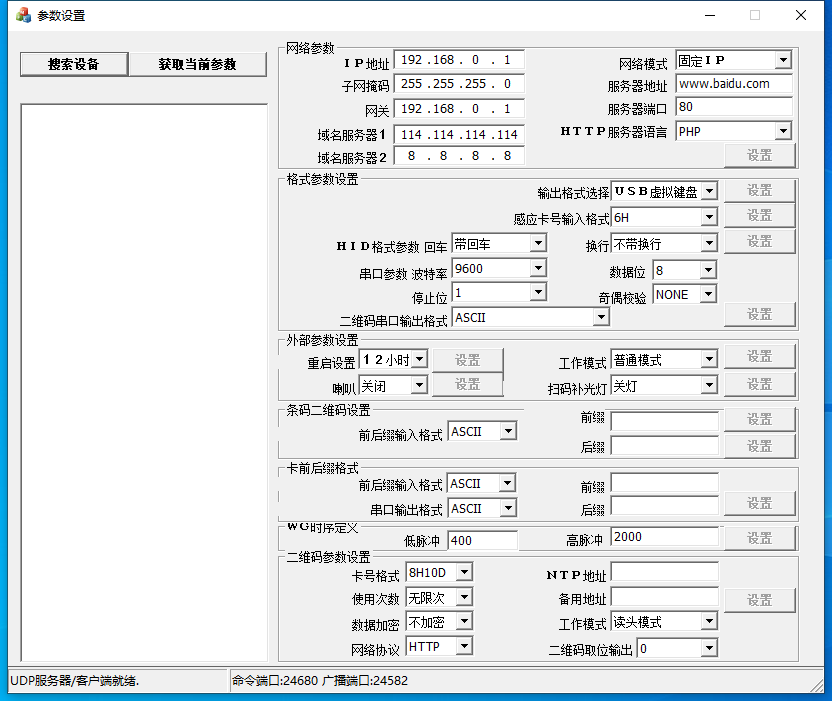 参数设置
搜索设备 获取当前参数
网络参数
IP地址 192.168.0.1 网络模式 固定IP
子网掩码 255.255.255.0 服务器地址 www.baidu.com
网关 192.168.0.1 服务器端口 80
域名服务器1 114.114.114.114 HTTP服务器语言 PHP
域名服务器2 8.8.8.8 设置
格式参数设置
输出格式选择 USB虚拟键盘 设置
感应卡号输入格式 6H 设置
HID格式参数 回车 带回车 换行 不带换行 设置
串口参数 波特率 9600 数据位 8
停止位 1 奇偶校验 NONE
二维码串口输出格式 ASCII 设置
外部参数设置
重启设置 12小时 设置 工作模式 普通模式 设置
喇叭 关闭 设置 扫码补光灯 关灯 设置
条码二维码设置
前后缀输入格式 ASCII 前缀 设置
后缀 设置
卡前后缀格式
前后缀输入格式 ASCII 前缀
串口输出格式 ASCII 后缀 设置
WG时序定义
低脉冲 400 高脉冲 2000 设置
二维码参数设置
卡号格式 8H10D NTP地址
使用次数 无限次 备用地址 设置
数据加密 不加密 工作模式 读头模式
网络协议 HTTP 二维码取位输出 0
UDP服务器/客户端就绪. 命令端口:24680 广播端口:24582